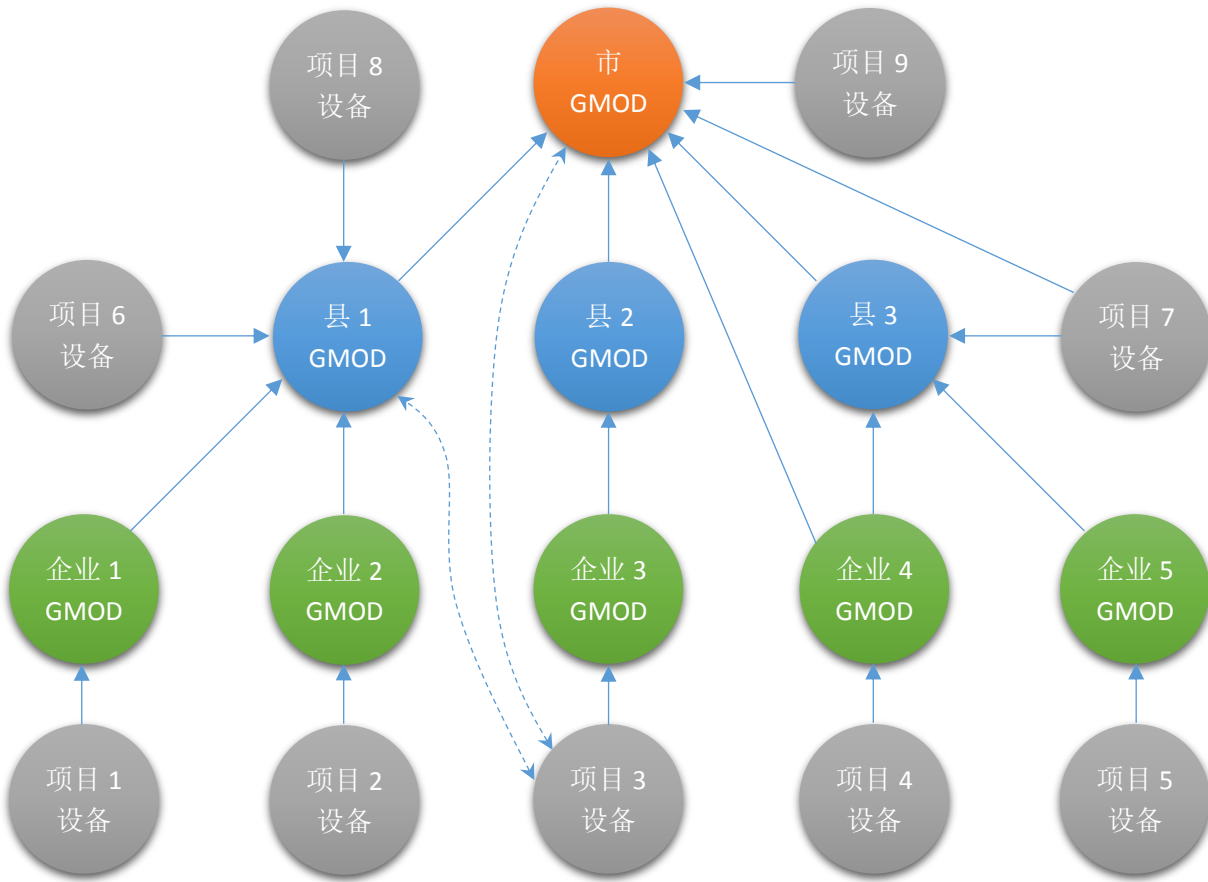 项目 8
设备
市
GMOD
项目 9
设备
项目 6
设备
县 1
GMOD
县 2
GMOD
县 3
GMOD
项目 7
设备
企业 1
GMOD
企业 2
GMOD
企业 3
GMOD
企业 4
GMOD
企业 5
GMOD
项目 1
设备
项目 2
设备
项目 3
设备
项目 4
设备
项目 5
设备